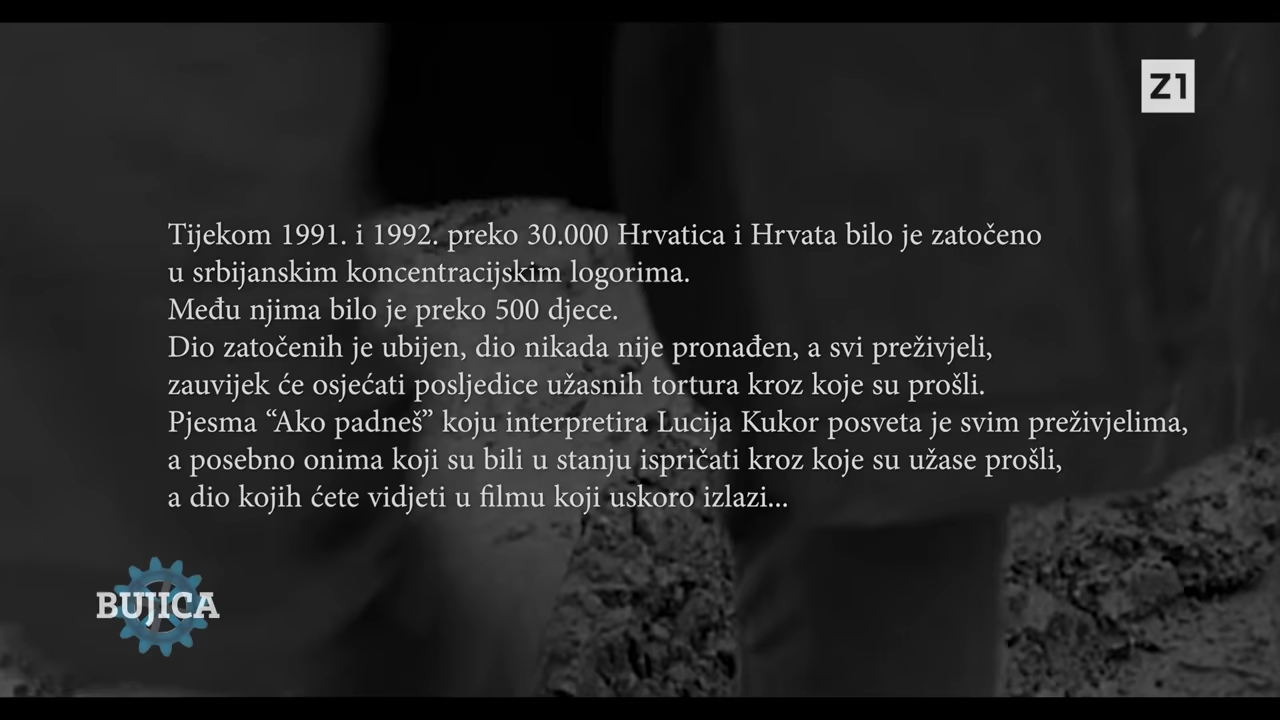 Z1
Tijekom 1991. i 1992. preko 30.000 Hrvatica i Hrvata bilo je zatočeno
u srbijanskim koncentracijskim logorima.
Među njima bilo je preko 500 djece.
Dio zatočenih je ubijen, dio nikada nije pronađen, a svi preživjeli,
zauvijek će osjećati posljedice užasnih tortura kroz koje su prošli.
Pjesma “Ako padneš” koju interpretira Lucija Kukor posveta je svim preživjelima,
a posebno onima koji su bili u stanju ispričati kroz koje su užase prošli,
a dio kojih ćete vidjeti u filmu koji uskoro izlazi...
BUJICA